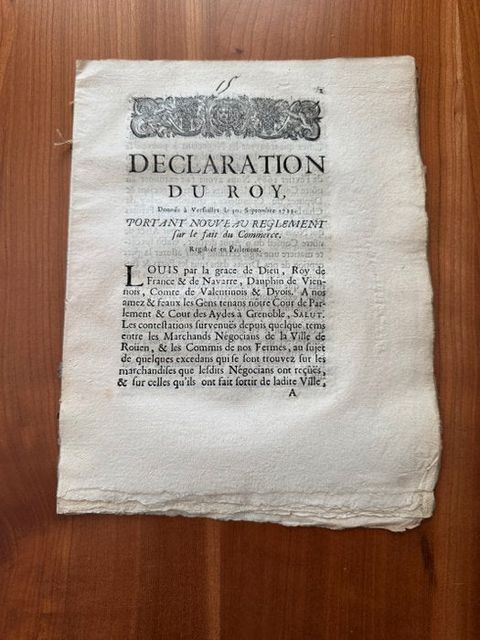 15
DECLARATION
DU ROY,
Donnée à Versailles le 30. Septembre
PORTANT NOUVEAU REGLEMENT
sur le fait du Commerce.
Registrée en Parlement.
LOUIS par la grace de Dieu, Roy de
France & de Navarre, Dauphin de Vien-
nois, Comte de Valentinois & Dyois. A nos
amez & feaux les Gens tenans nôtre Cour de Par-
lement & Cour des Aydes à Grenoble, SALUT.
Les contestations survenuës depuis quelque tems
entre les Marchands Négocians de la Ville de
Rouen, & les Commis de nos Fermes, au sujet
de quelques excedans qui se sont trouvez sur les
marchandises que lesdits Négocians ont reçuës,
& sur celles qu'ils ont fait sortir de ladite Ville,
A